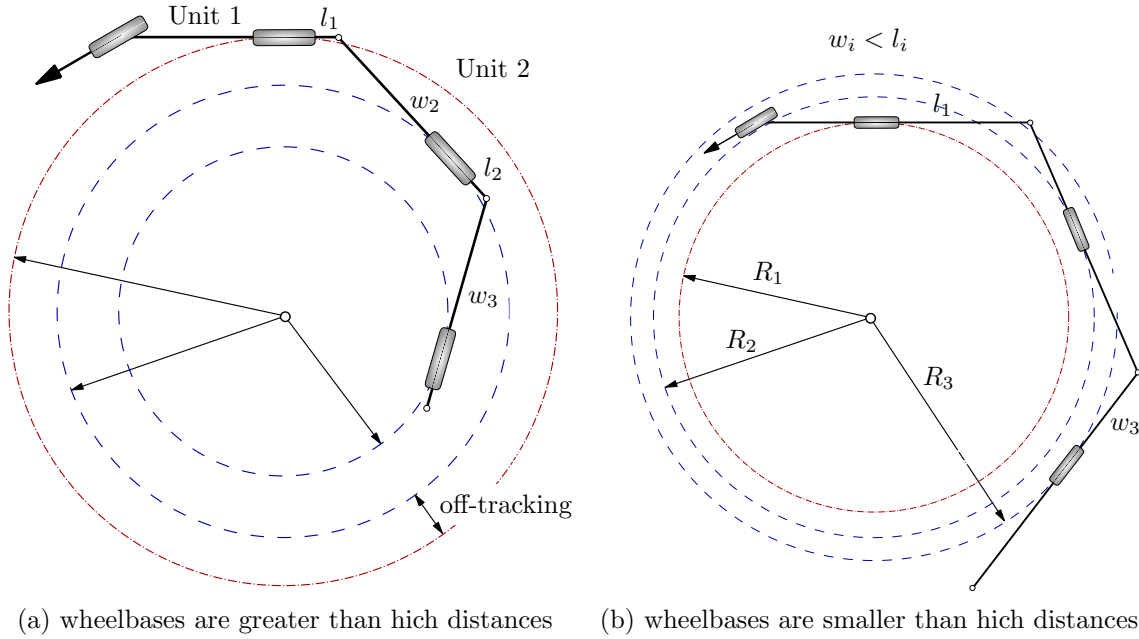 Unit 1
l₁
Unit 2
w₂
l₂
w₃
off-tracking
(a) wheelbases are greater than hich distances
wᵢ < lᵢ
l₁
R₁
R₂
R₃
w₃
(b) wheelbases are smaller than hich distances